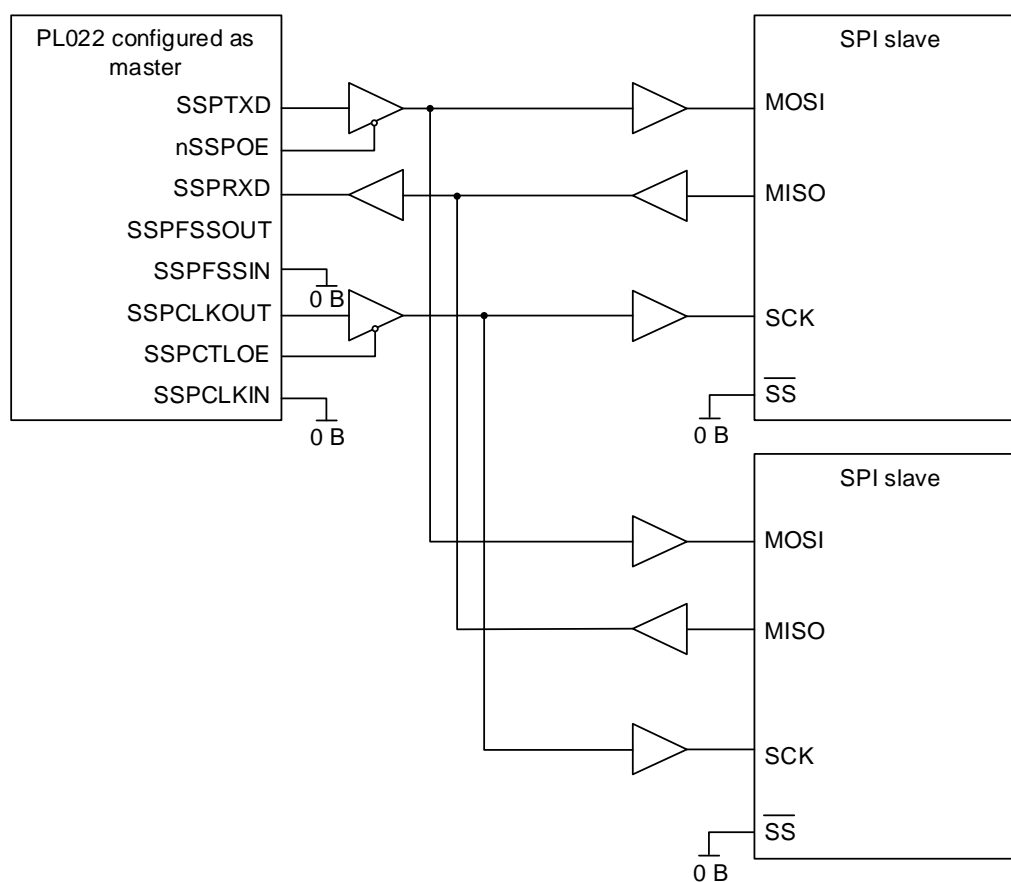 PL022 configured as
master
SSPTXD
nSSPOE
SSPRXD
SSPFSSOUT
SSPFSSIN
0 B
SSPCLKOUT
SSPCTLOE
SSPCLKIN
0 B
SPI slave
MOSI
MISO
SCK
SS
0 B
SPI slave
MOSI
MISO
SCK
SS
0 B